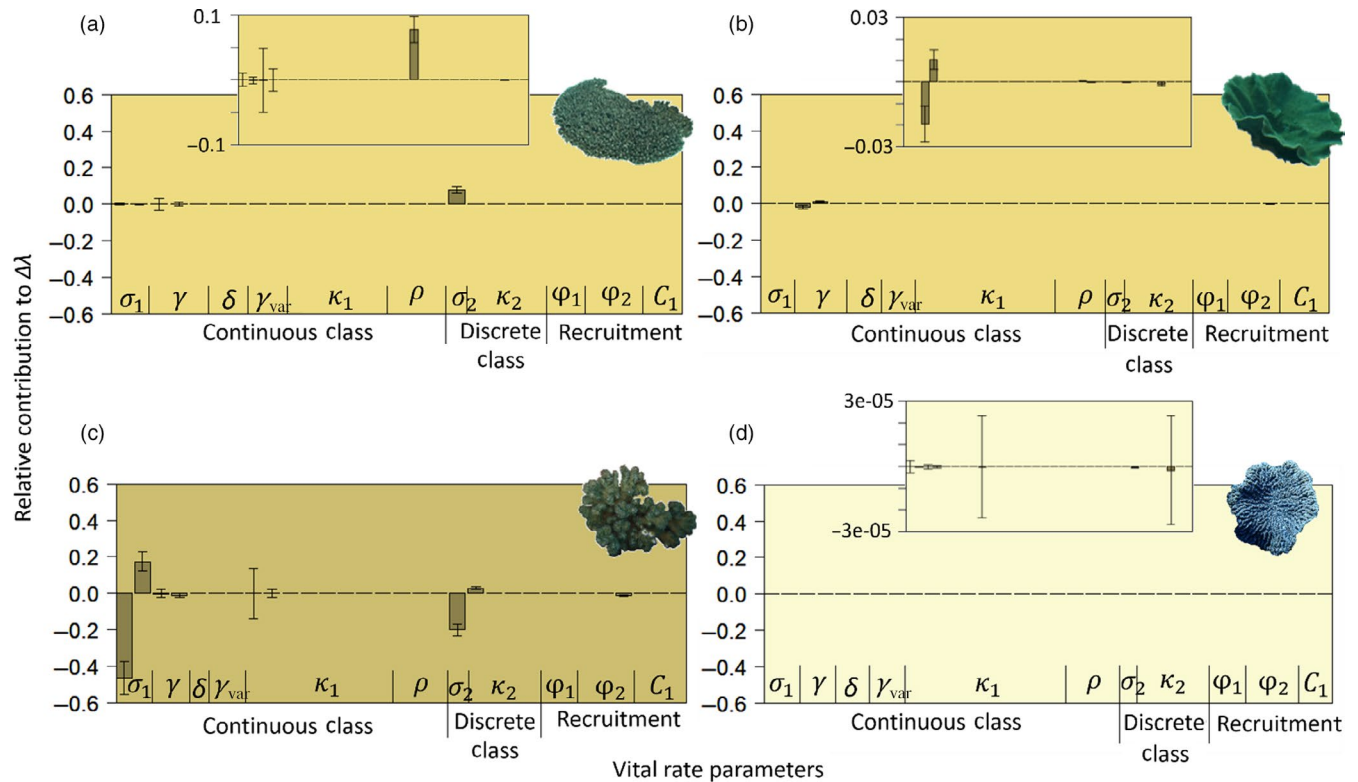 (a)
0.1
−0.1
0.6
0.4
0.2
0.0
−0.2
−0.4
−0.6
σ₁ γ δ γvar κ₁ ρ σ₂ κ₂ φ₁ φ₂ C₁
Continuous class Discrete class Recruitment
(b)
0.03
−0.03
0.6
0.4
0.2
0.0
−0.2
−0.4
−0.6
σ₁ γ δ γvar κ₁ ρ σ₂ κ₂ φ₁ φ₂ C₁
Continuous class Discrete class Recruitment
Relative contribution to Δλ
(c)
0.6
0.4
0.2
0.0
−0.2
−0.4
−0.6
σ₁ γ δ γvar κ₁ ρ σ₂ κ₂ φ₁ φ₂ C₁
Continuous class Discrete class Recruitment
(d)
3e-05
−3e-05
0.6
0.4
0.2
0.0
−0.2
−0.4
−0.6
σ₁ γ δ γvar κ₁ ρ σ₂ κ₂ φ₁ φ₂ C₁
Continuous class Discrete class Recruitment
Vital rate parameters